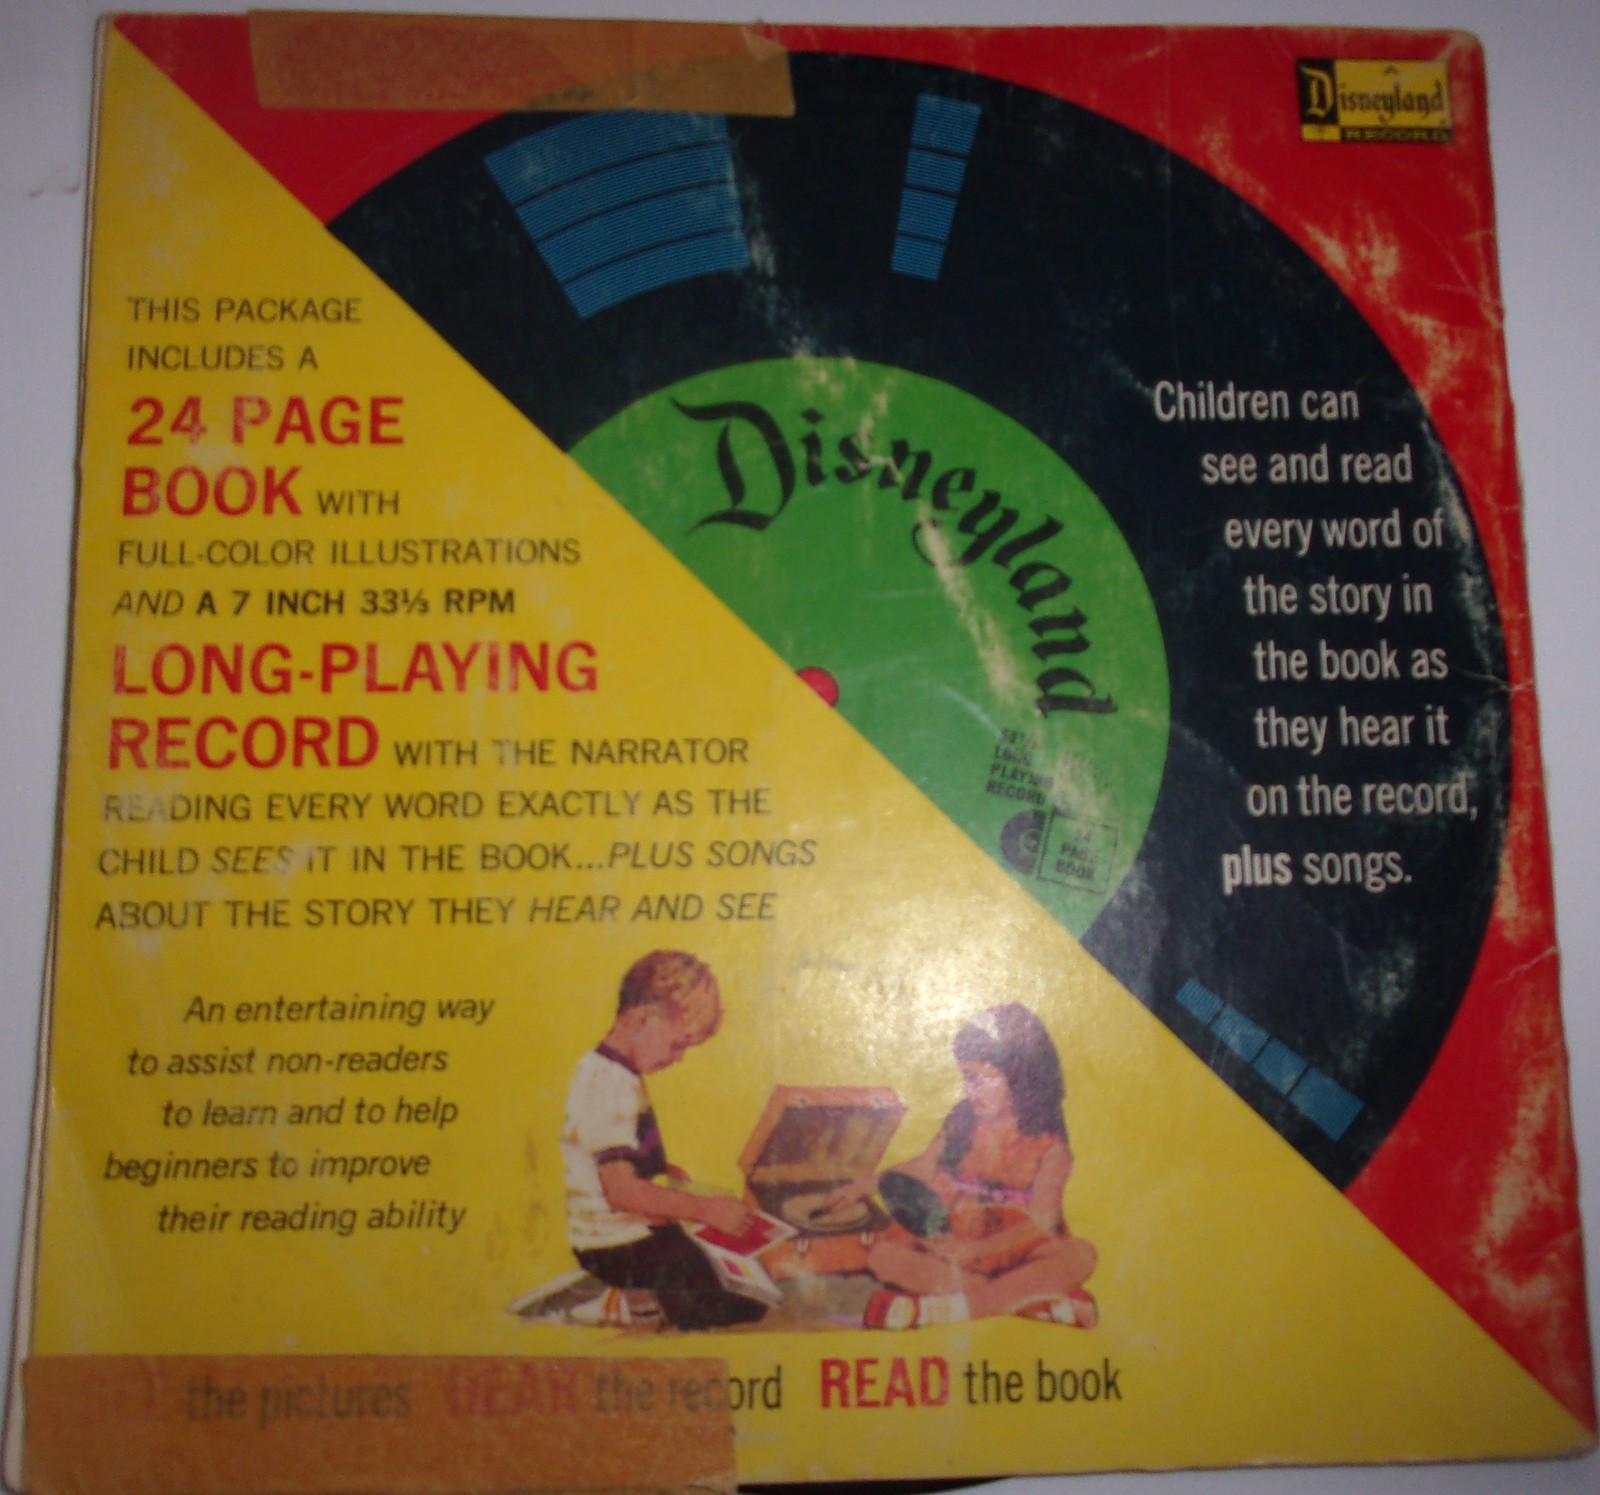 Disneyland
RECORD
THIS PACKAGE
INCLUDES A
24 PAGE
BOOK WITH
FULL-COLOR ILLUSTRATIONS
AND A 7 INCH 33⅓ RPM
LONG-PLAYING
RECORD WITH THE NARRATOR
READING EVERY WORD EXACTLY AS THE
CHILD SEES IT IN THE BOOK...PLUS SONGS
ABOUT THE STORY THEY HEAR AND SEE
An entertaining way
to assist non-readers
to learn and to help
beginners to improve
their reading ability
Disneyland
LONG
PLAYING
RECORD
24
PAGE
BOOK
Children can
see and read
every word of
the story in
the book as
they hear it
on the record,
plus songs.
SEE the pictures HEAR the record READ the book